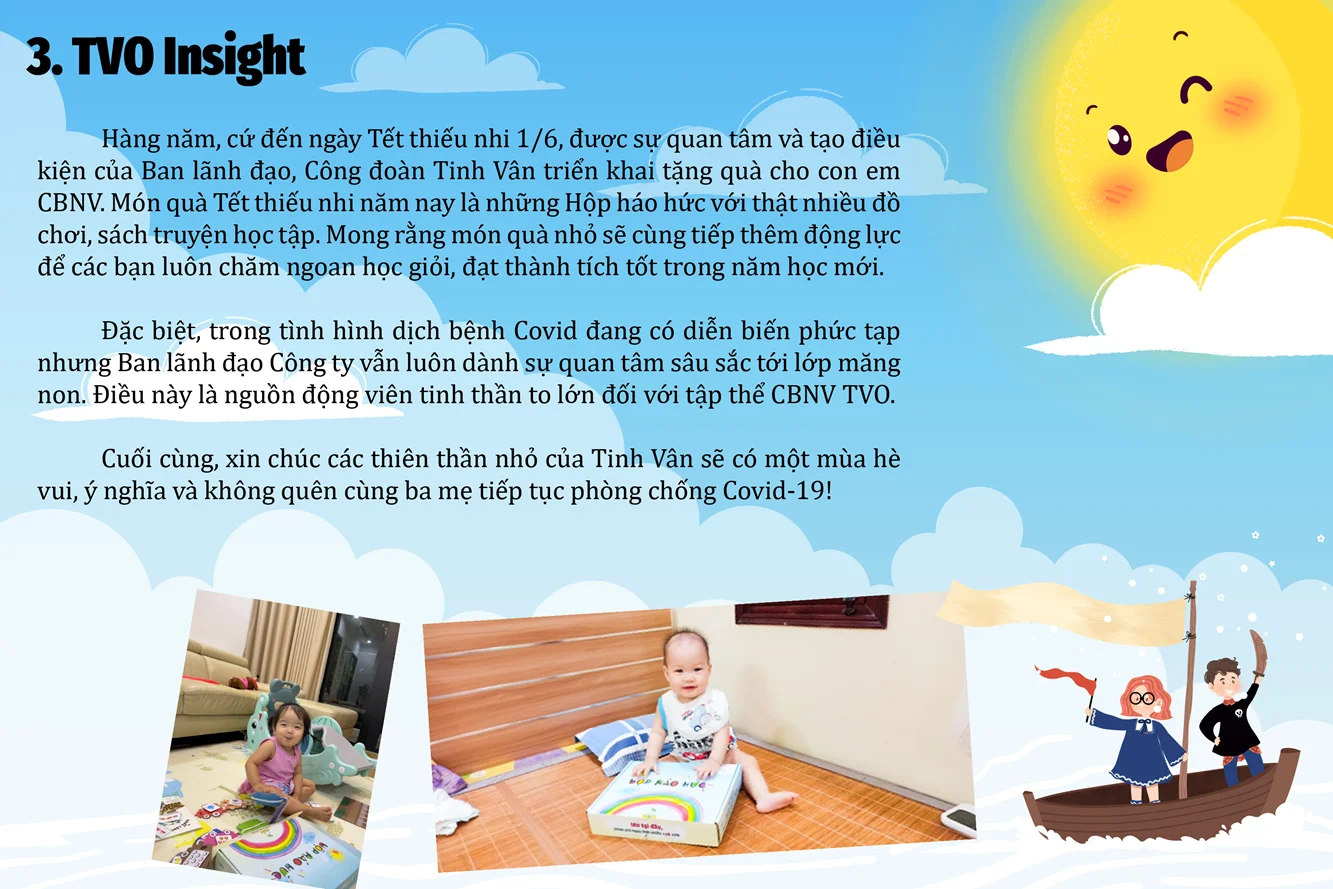 3. TVO Insight
Hàng năm, cứ đến ngày Tết thiếu nhi 1/6, được sự quan tâm và tạo điều
kiện của Ban lãnh đạo, Công đoàn Tinh Vân triển khai tặng quà cho con em
CBNV. Món quà Tết thiếu nhi năm nay là những Hộp háo hức với thật nhiều đồ
chơi, sách truyện học tập. Mong rằng món quà nhỏ sẽ cùng tiếp thêm động lực
để các bạn luôn chăm ngoan học giỏi, đạt thành tích tốt trong năm học mới.
Đặc biệt, trong tình hình dịch bệnh Covid đang có diễn biến phức tạp
nhưng Ban lãnh đạo Công ty vẫn luôn dành sự quan tâm sâu sắc tới lớp măng
non. Điều này là nguồn động viên tinh thần to lớn đối với tập thể CBNV TVO.
Cuối cùng, xin chúc các thiên thần nhỏ của Tinh Vân sẽ có một mùa hè
vui, ý nghĩa và không quên cùng ba mẹ tiếp tục phòng chống Covid-19!
HỘP HÁO HỨC
HỘP HÁO HỨC